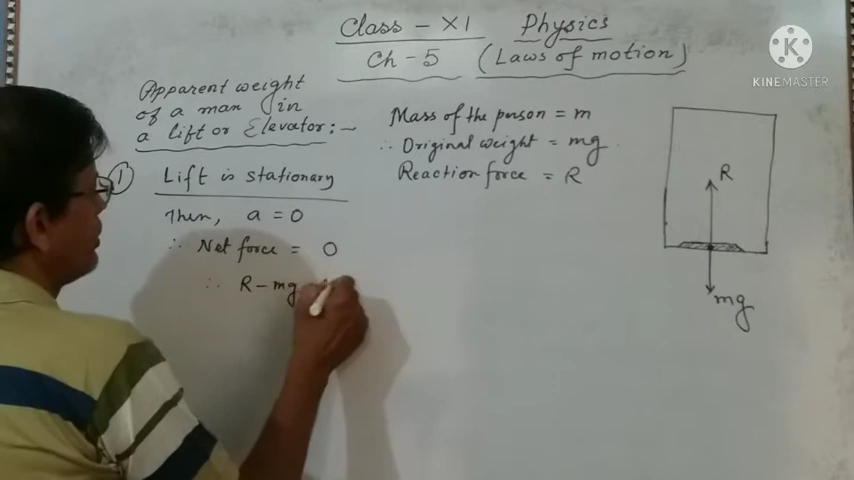 Class - XI Physics
Ch - 5 (Laws of motion)
K
KINEMASTER
Apparent weight
of a man in
a lift or Elevator : -
Mass of the person = m
∴ Original weight = mg.
Reaction force = R
① Lift is stationary
Then, a = 0
∴ Net force = 0
∴ R - mg
R
mg